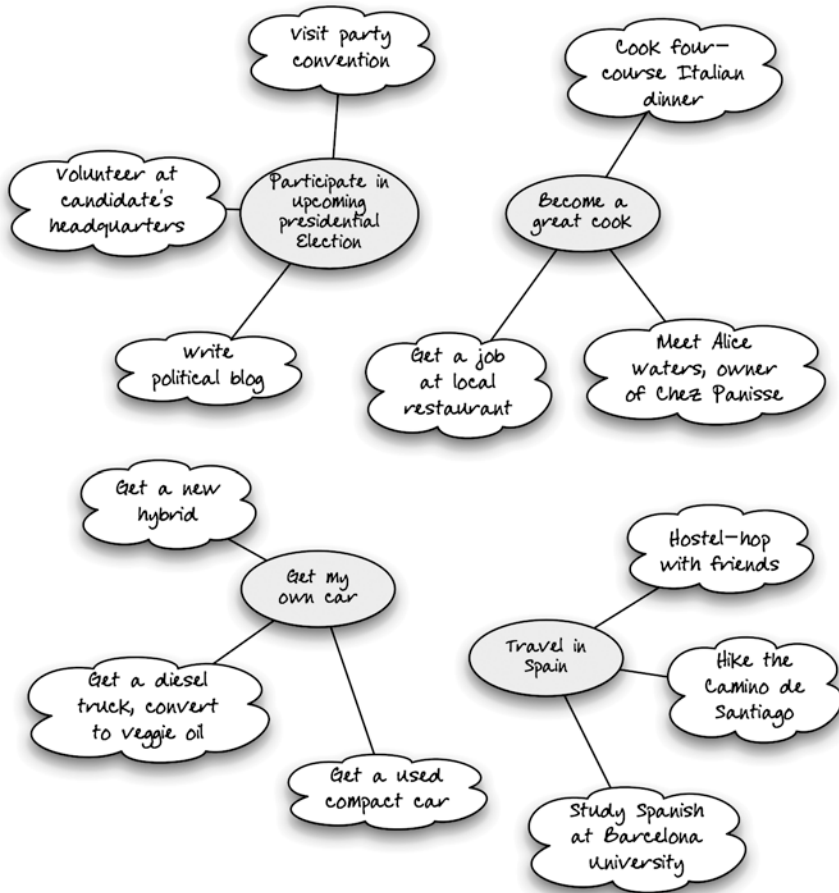 Visit party
convention
Volunteer at
candidate's
headquarters
Participate in
upcoming
presidential
Election
Write
political blog
Cook four-
course Italian
dinner
Become a
great cook
Get a job
at local
restaurant
Meet Alice
Waters, owner
of Chez Panisse
Get a new
hybrid
Get my
own car
Get a diesel
truck, convert
to veggie oil
Get a used
compact car
Hostel-hop
with friends
Travel in
Spain
Hike the
Camino de
Santiago
Study Spanish
at Barcelona
University